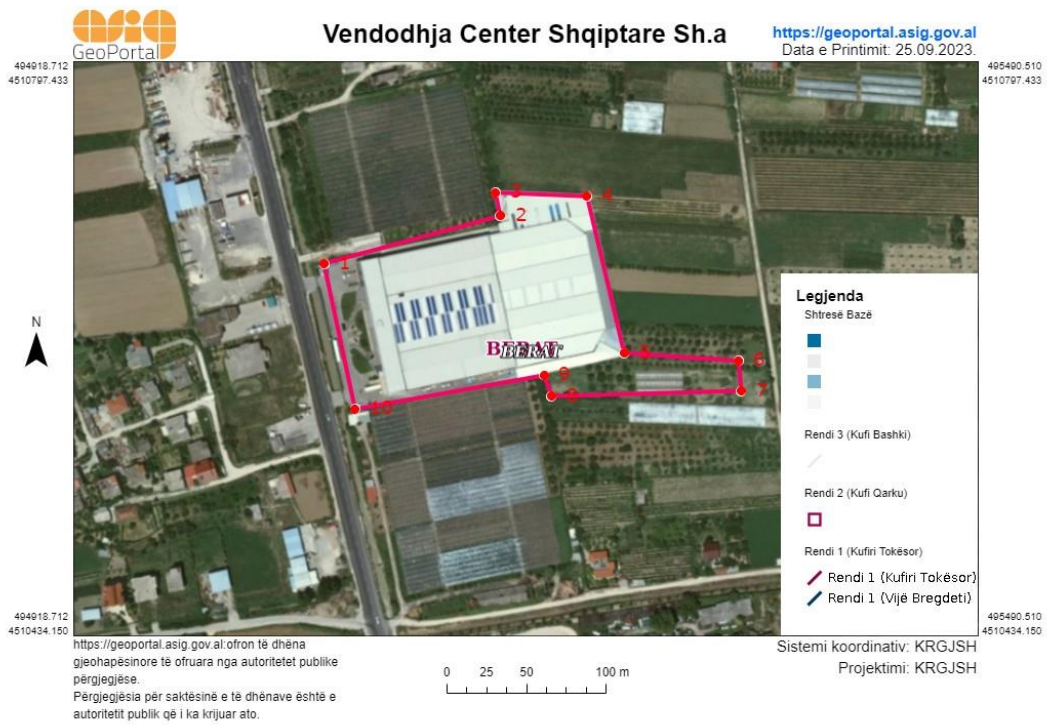 asig
GeoPortal
Vendodhja Center Shqiptare Sh.a
https://geoportal.asig.gov.al
Data e Printimit: 25.09.2023.
494918.712
4510797.433
495490.510
4510797.433
3
4
2
1
BERAT
BERAT
5
6
9
7
8
10
N
Legjenda
Shtresë Bazë
Rendi 3 (Kufi Bashki)
Rendi 2 (Kufi Qarku)
Rendi 1 (Kufiri Tokësor)
Rendi 1 (Kufiri Tokësor)
Rendi 1 (Vijë Bregdeti)
494918.712
4510434.150
495490.510
4510434.150
https://geoportal.asig.gov.al:ofron të dhëna
gjeohapësinore të ofruara nga autoritetet publike
përgjegjëse.
Përgjegjësia për saktësinë e të dhënave është e
autoritetit publik që i ka krijuar ato.
0 25 50 100 m
Sistemi koordinativ: KRGJSH
Projektimi: KRGJSH